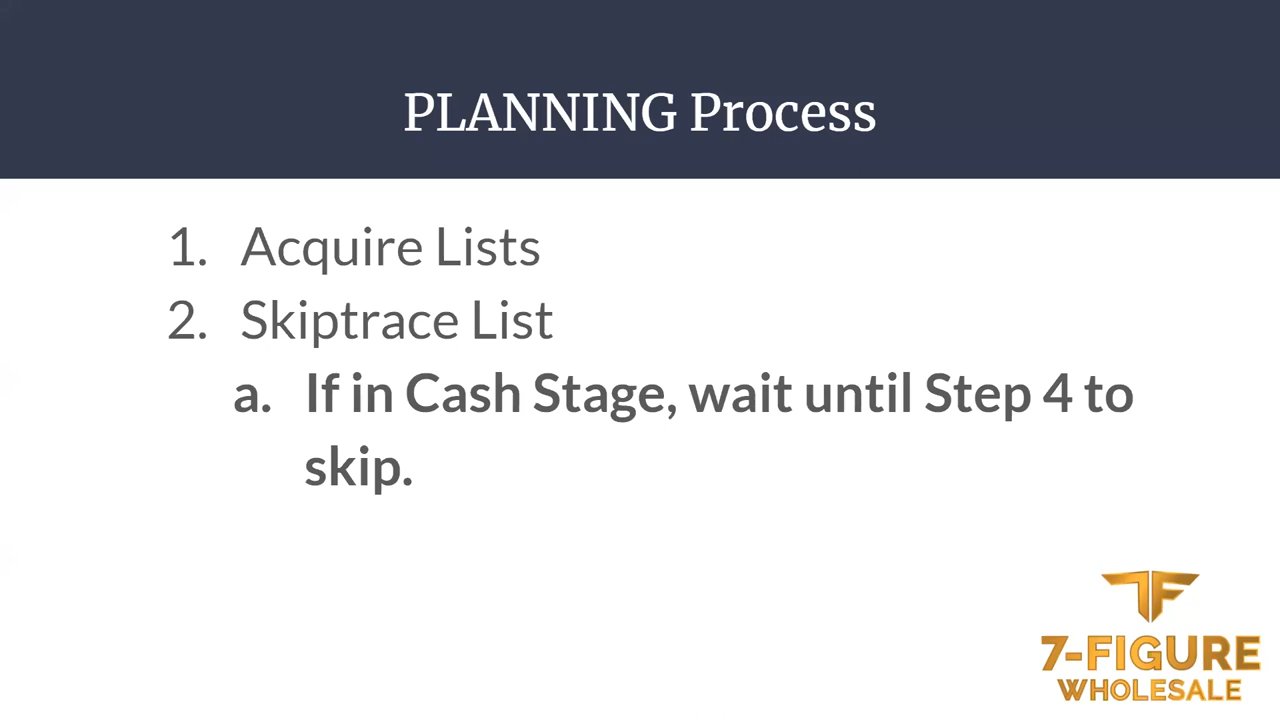 PLANNING Process
1. Acquire Lists
2. Skiptrace List
a. If in Cash Stage, wait until Step 4 to
skip.
7-FIGURE
WHOLESALE